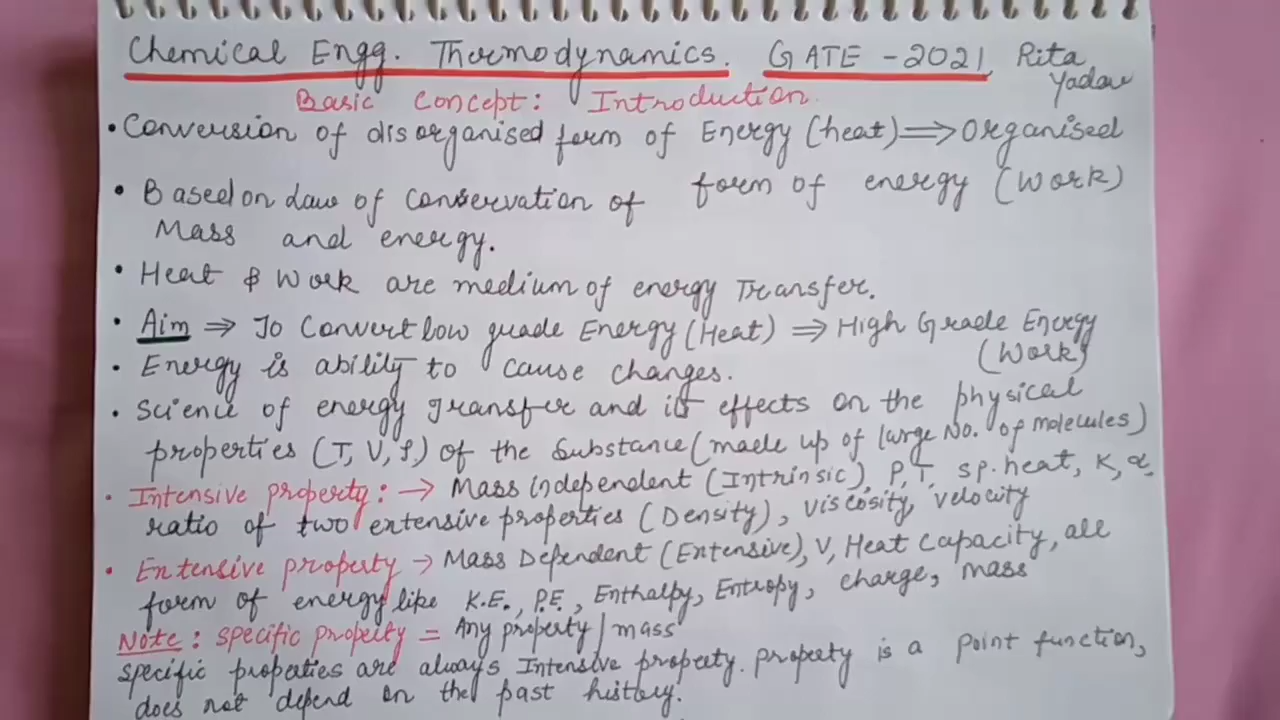 Chemical Engg. Thermodynamics. GATE -2021, Rita Yadav
Basic Concept: Introduction.
• Conversion of disorganised form of Energy (heat) ⟹ Organised form of energy (Work)
• Based on Law of Conservation of
Mass and energy.
• Heat & Work are medium of energy Transfer.
• Aim ⇒ To Convert low grade Energy (Heat) ⇒ High Grade Energy (Work)
• Energy is ability to cause changes.
• Science of energy transfer and its effects on the physical
properties (T, V, P) of the Substance (made up of large No. of molecules)
• Intensive property: → Mass independent (Intrinsic), P, T, sp. heat, K, α,
ratio of two extensive properties (Density), viscosity, velocity
• Extensive property → Mass Dependent (Extensive), V, Heat Capacity, all
form of energy like K.E., P.E., Enthalpy, Entropy, charge, mass
Note: Specific property = Any property / mass
specific propeties are always Intensive property. property is a point function,
does not depend on the past history.